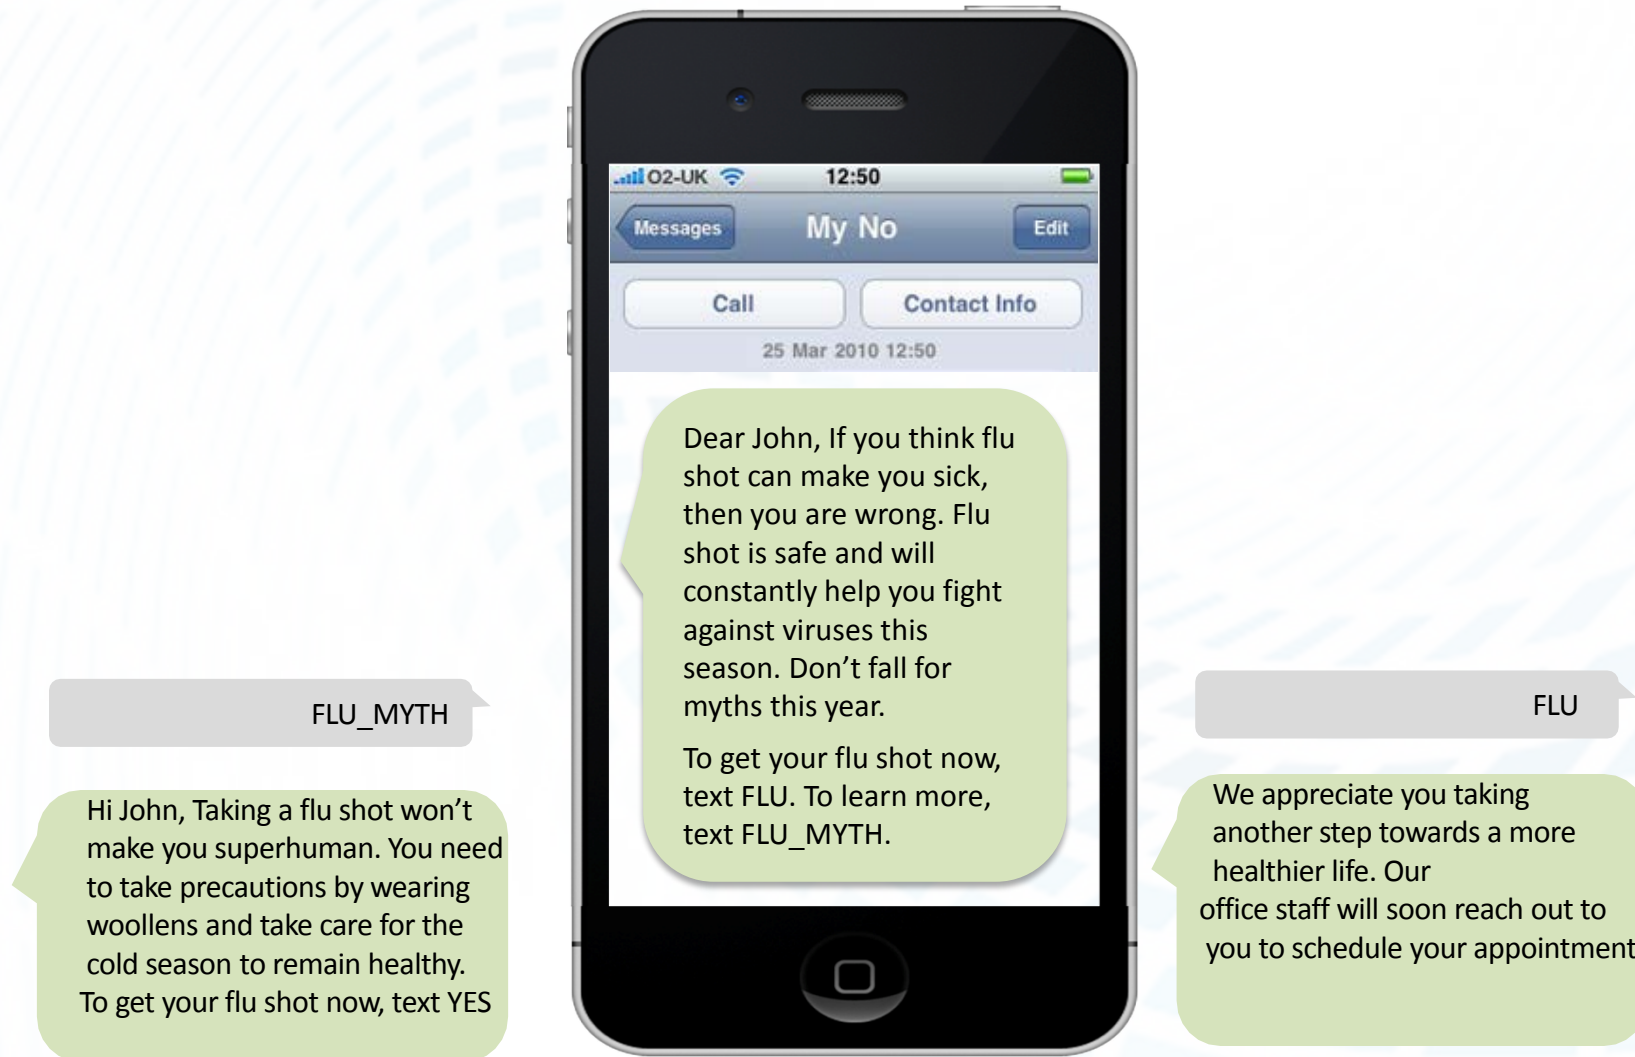 O2-UK 12:50
Messages My No Edit
Call Contact Info
25 Mar 2010 12:50
Dear John, If you think flu
shot can make you sick,
then you are wrong. Flu
shot is safe and will
constantly help you fight
against viruses this
season. Don’t fall for
myths this year.
To get your flu shot now,
text FLU. To learn more,
text FLU_MYTH.
FLU_MYTH
Hi John, Taking a flu shot won’t
make you superhuman. You need
to take precautions by wearing
woollens and take care for the
cold season to remain healthy.
To get your flu shot now, text YES
FLU
We appreciate you taking
another step towards a more
healthier life. Our
office staff will soon reach out to
you to schedule your appointment